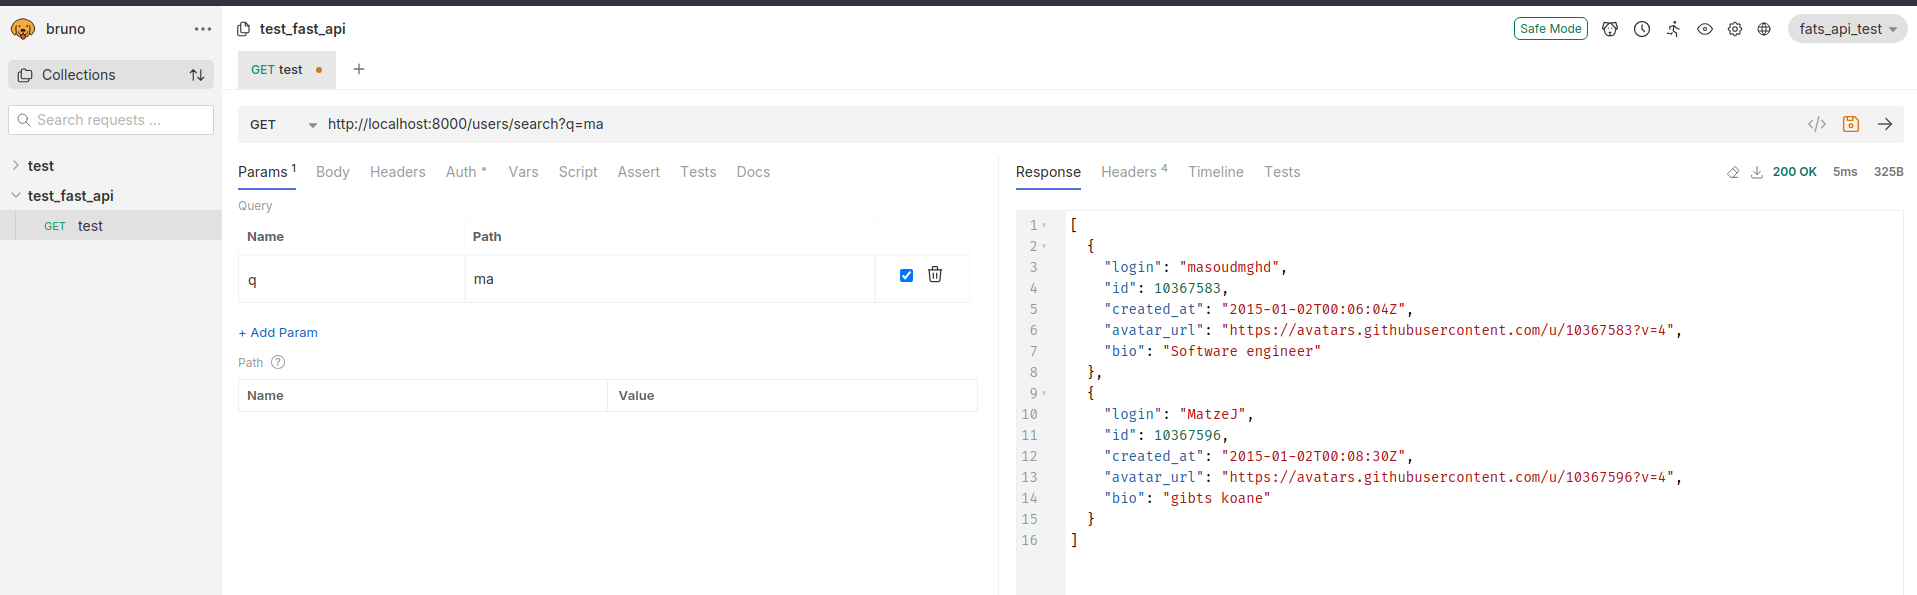 bruno
test_fast_api
Safe Mode
fats_api_test
Collections
GET test
Search requests ...
GET http://localhost:8000/users/search?q=ma
test
test_fast_api
GET test
Params 1 Body Headers Auth Vars Script Assert Tests Docs
Query
Name Path
q ma
+ Add Param
Path ?
Name Value
Response Headers 4 Timeline Tests 200 OK 5ms 325B
1 [
2 {
3 "login": "masoudmghd",
4 "id": 10367583,
5 "created_at": "2015-01-02T00:06:04Z",
6 "avatar_url": "https://avatars.githubusercontent.com/u/10367583?v=4",
7 "bio": "Software engineer"
8 },
9 {
10 "login": "MatzeJ",
11 "id": 10367596,
12 "created_at": "2015-01-02T00:08:30Z",
13 "avatar_url": "https://avatars.githubusercontent.com/u/10367596?v=4",
14 "bio": "gibts koane"
15 }
16 ]